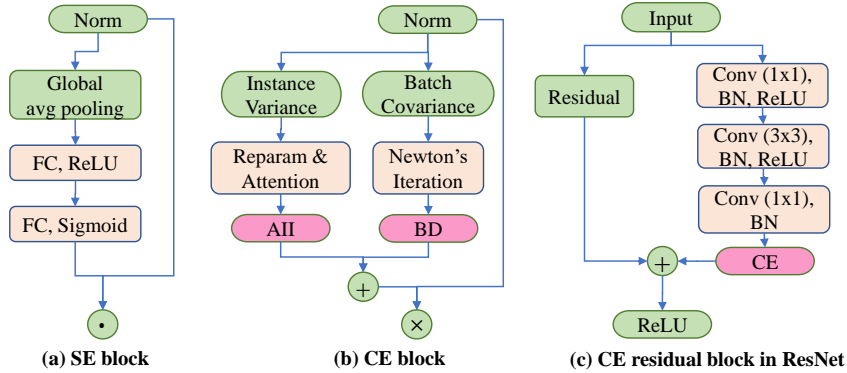 Norm
Global
avg pooling
FC, ReLU
FC, Sigmoid
·
(a) SE block
Norm
Instance
Variance
Batch
Covariance
Reparam &
Attention
Newton's
Iteration
AII
BD
+
×
(b) CE block
Input
Residual
Conv (1x1),
BN, ReLU
Conv (3x3),
BN, ReLU
Conv (1x1),
BN
+
CE
ReLU
(c) CE residual block in ResNet